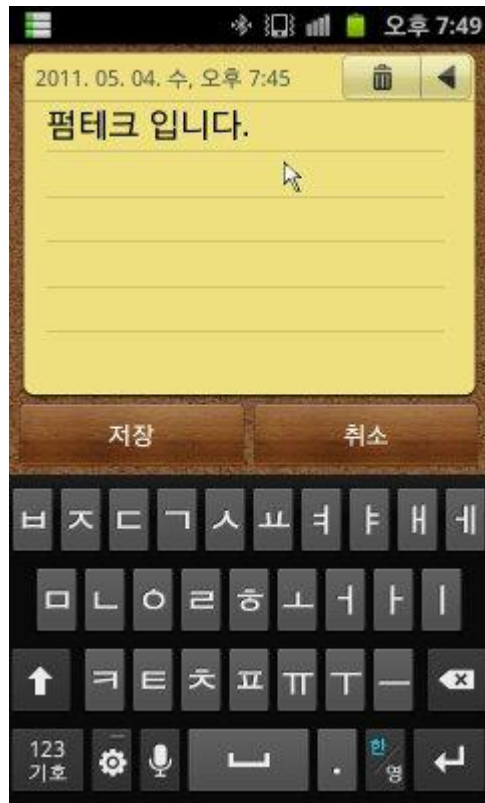 오후 7:49
2011. 05. 04. 수, 오후 7:45
펌테크 입니다.
저장 취소
ㅂ ㅈ ㄷ ㄱ ㅅ ㅛ ㅕ ㅑ ㅐ ㅔ
ㅁ ㄴ ㅇ ㄹ ㅎ ㅗ ㅓ ㅏ ㅣ
ㅋ ㅌ ㅊ ㅍ ㅠ ㅜ ㅡ
123
기호 . 한/영